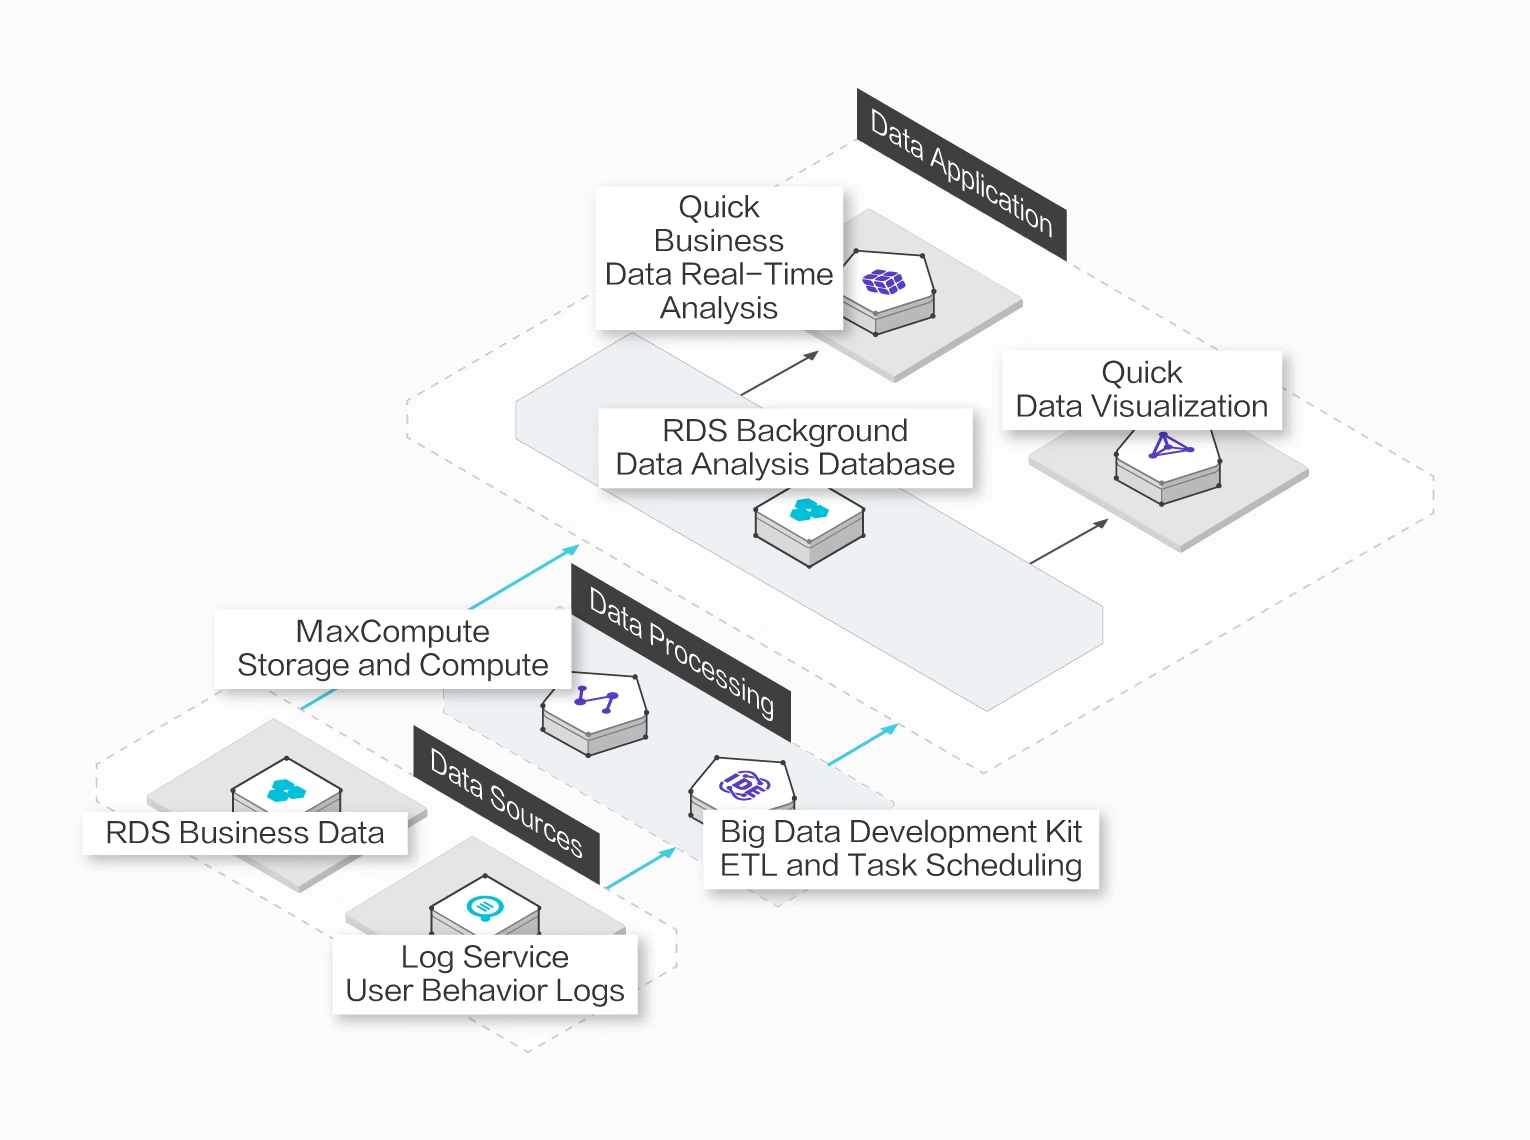 Data Application
Quick
Business
Data Real-Time
Analysis
Quick
Data Visualization
RDS Background
Data Analysis Database
Data Processing
MaxCompute
Storage and Compute
Data Sources
IDE
RDS Business Data
Big Data Development Kit
ETL and Task Scheduling
Log Service
User Behavior Logs